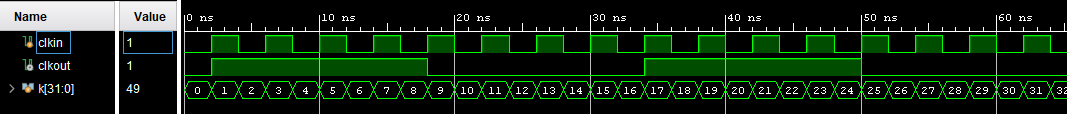 Name Value 0 ns 10 ns 20 ns 30 ns 40 ns 50 ns 60 ns
clkin 1
clkout 1
k[31:0] 49 0 1 2 3 4 5 6 7 8 9 10 11 12 13 14 15 16 17 18 19 20 21 22 23 24 25 26 27 28 29 30 31 32